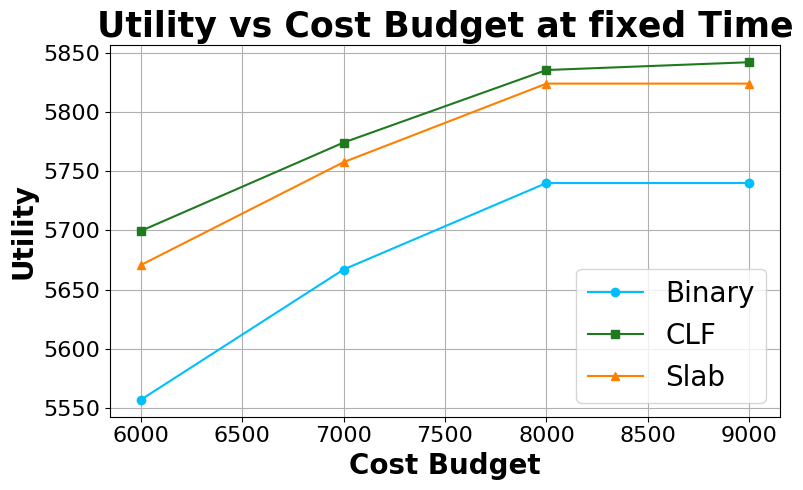 Utility vs Cost Budget at fixed Time
5850
5800
5750
5700
5650
5600
5550
Utility
Binary
CLF
Slab
6000 6500 7000 7500 8000 8500 9000
Cost Budget